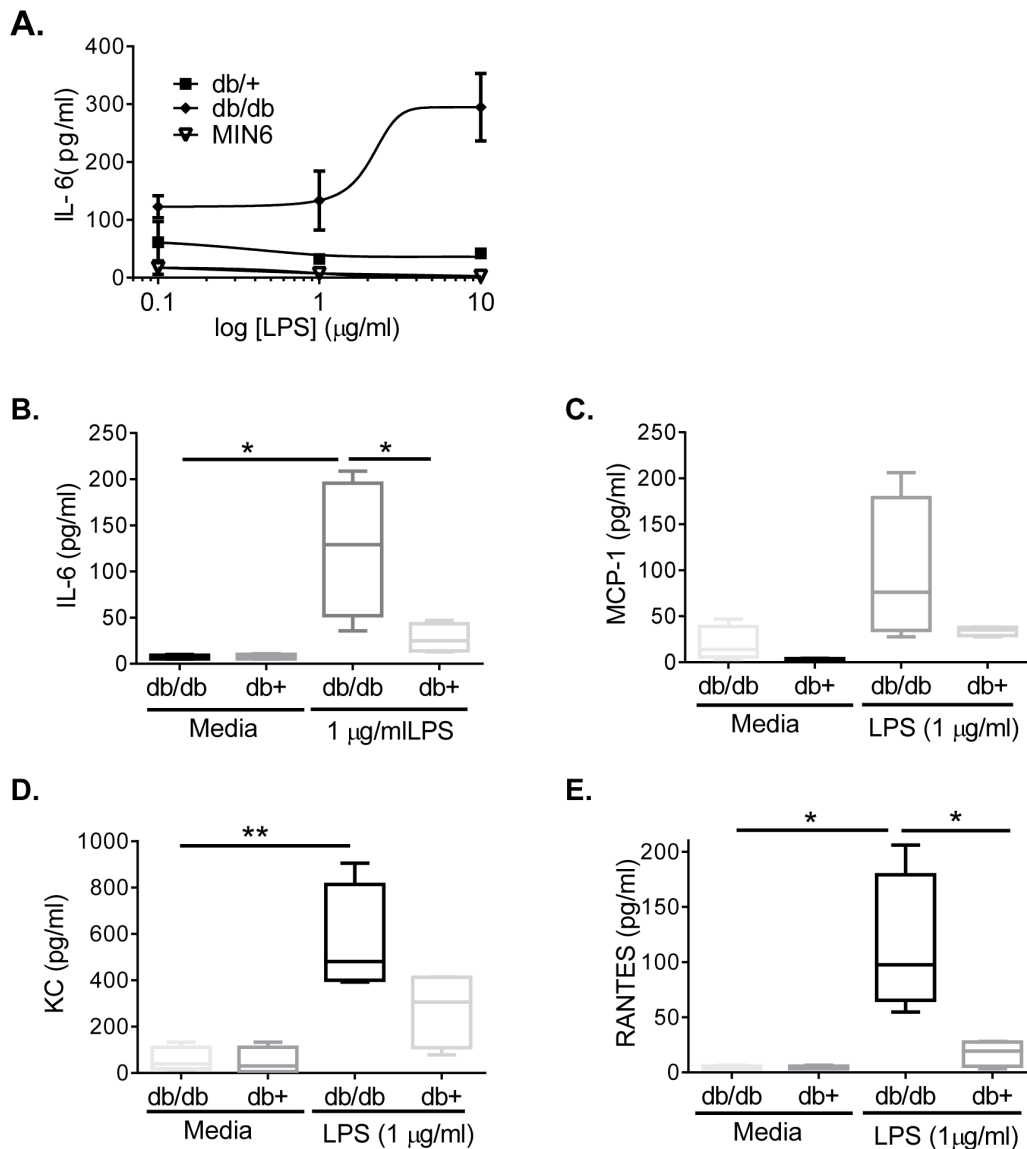 A.
400
300
200
100
0
IL- 6( pg/ml)
db/+
db/db
MIN6
0.1 1 10
log [LPS] (μg/ml)
B.
250
200
150
100
50
0
IL-6 (pg/ml)
* *
db/db db+ db/db db+
Media 1 μg/mlLPS
C.
250
200
150
100
50
0
MCP-1 (pg/ml)
db/db db+ db/db db+
Media LPS (1 μg/ml)
D.
1000
800
600
400
200
0
KC (pg/ml)
**
db/db db+ db/db db+
Media LPS (1 μg/ml)
E.
200
150
100
50
0
RANTES (pg/ml)
* *
db/db db+ db/db db+
Media LPS (1μg/ml)